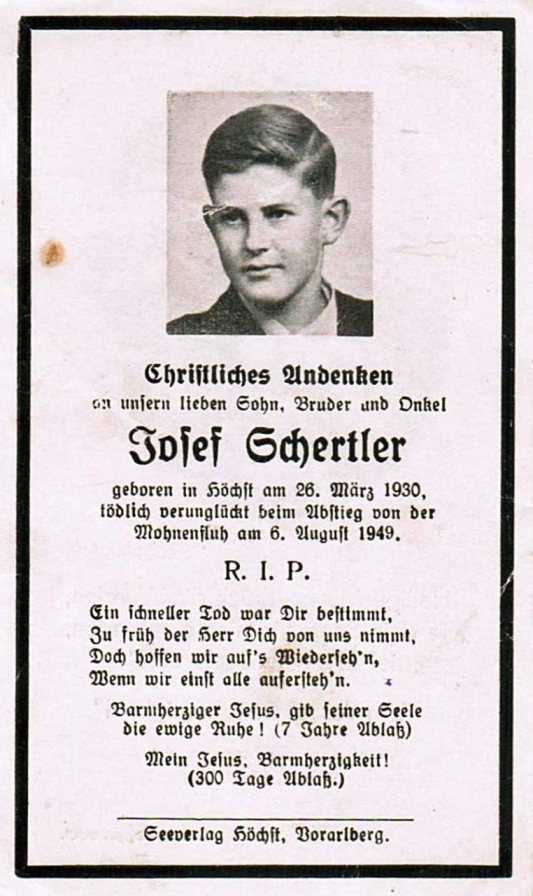 Christliches Andenken
an unsern lieben Sohn, Bruder und Onkel
Josef Schertler
geboren in Höchst am 26. März 1930,
tödlich verunglückt beim Abstieg von der
Mohnenfluh am 6. August 1949.
R. I. P.
Ein schneller Tod war Dir bestimmt,
Zu früh der Herr Dich von uns nimmt,
Doch hoffen wir auf's Wiederseh'n,
Wenn wir einst alle aufersteh'n.
Barmherziger Jesus, gib seiner Seele
die ewige Ruhe! (7 Jahre Ablaß)
Mein Jesus, Barmherzigkeit!
(300 Tage Ablaß.)
Seeverlag Höchst, Vorarlberg.